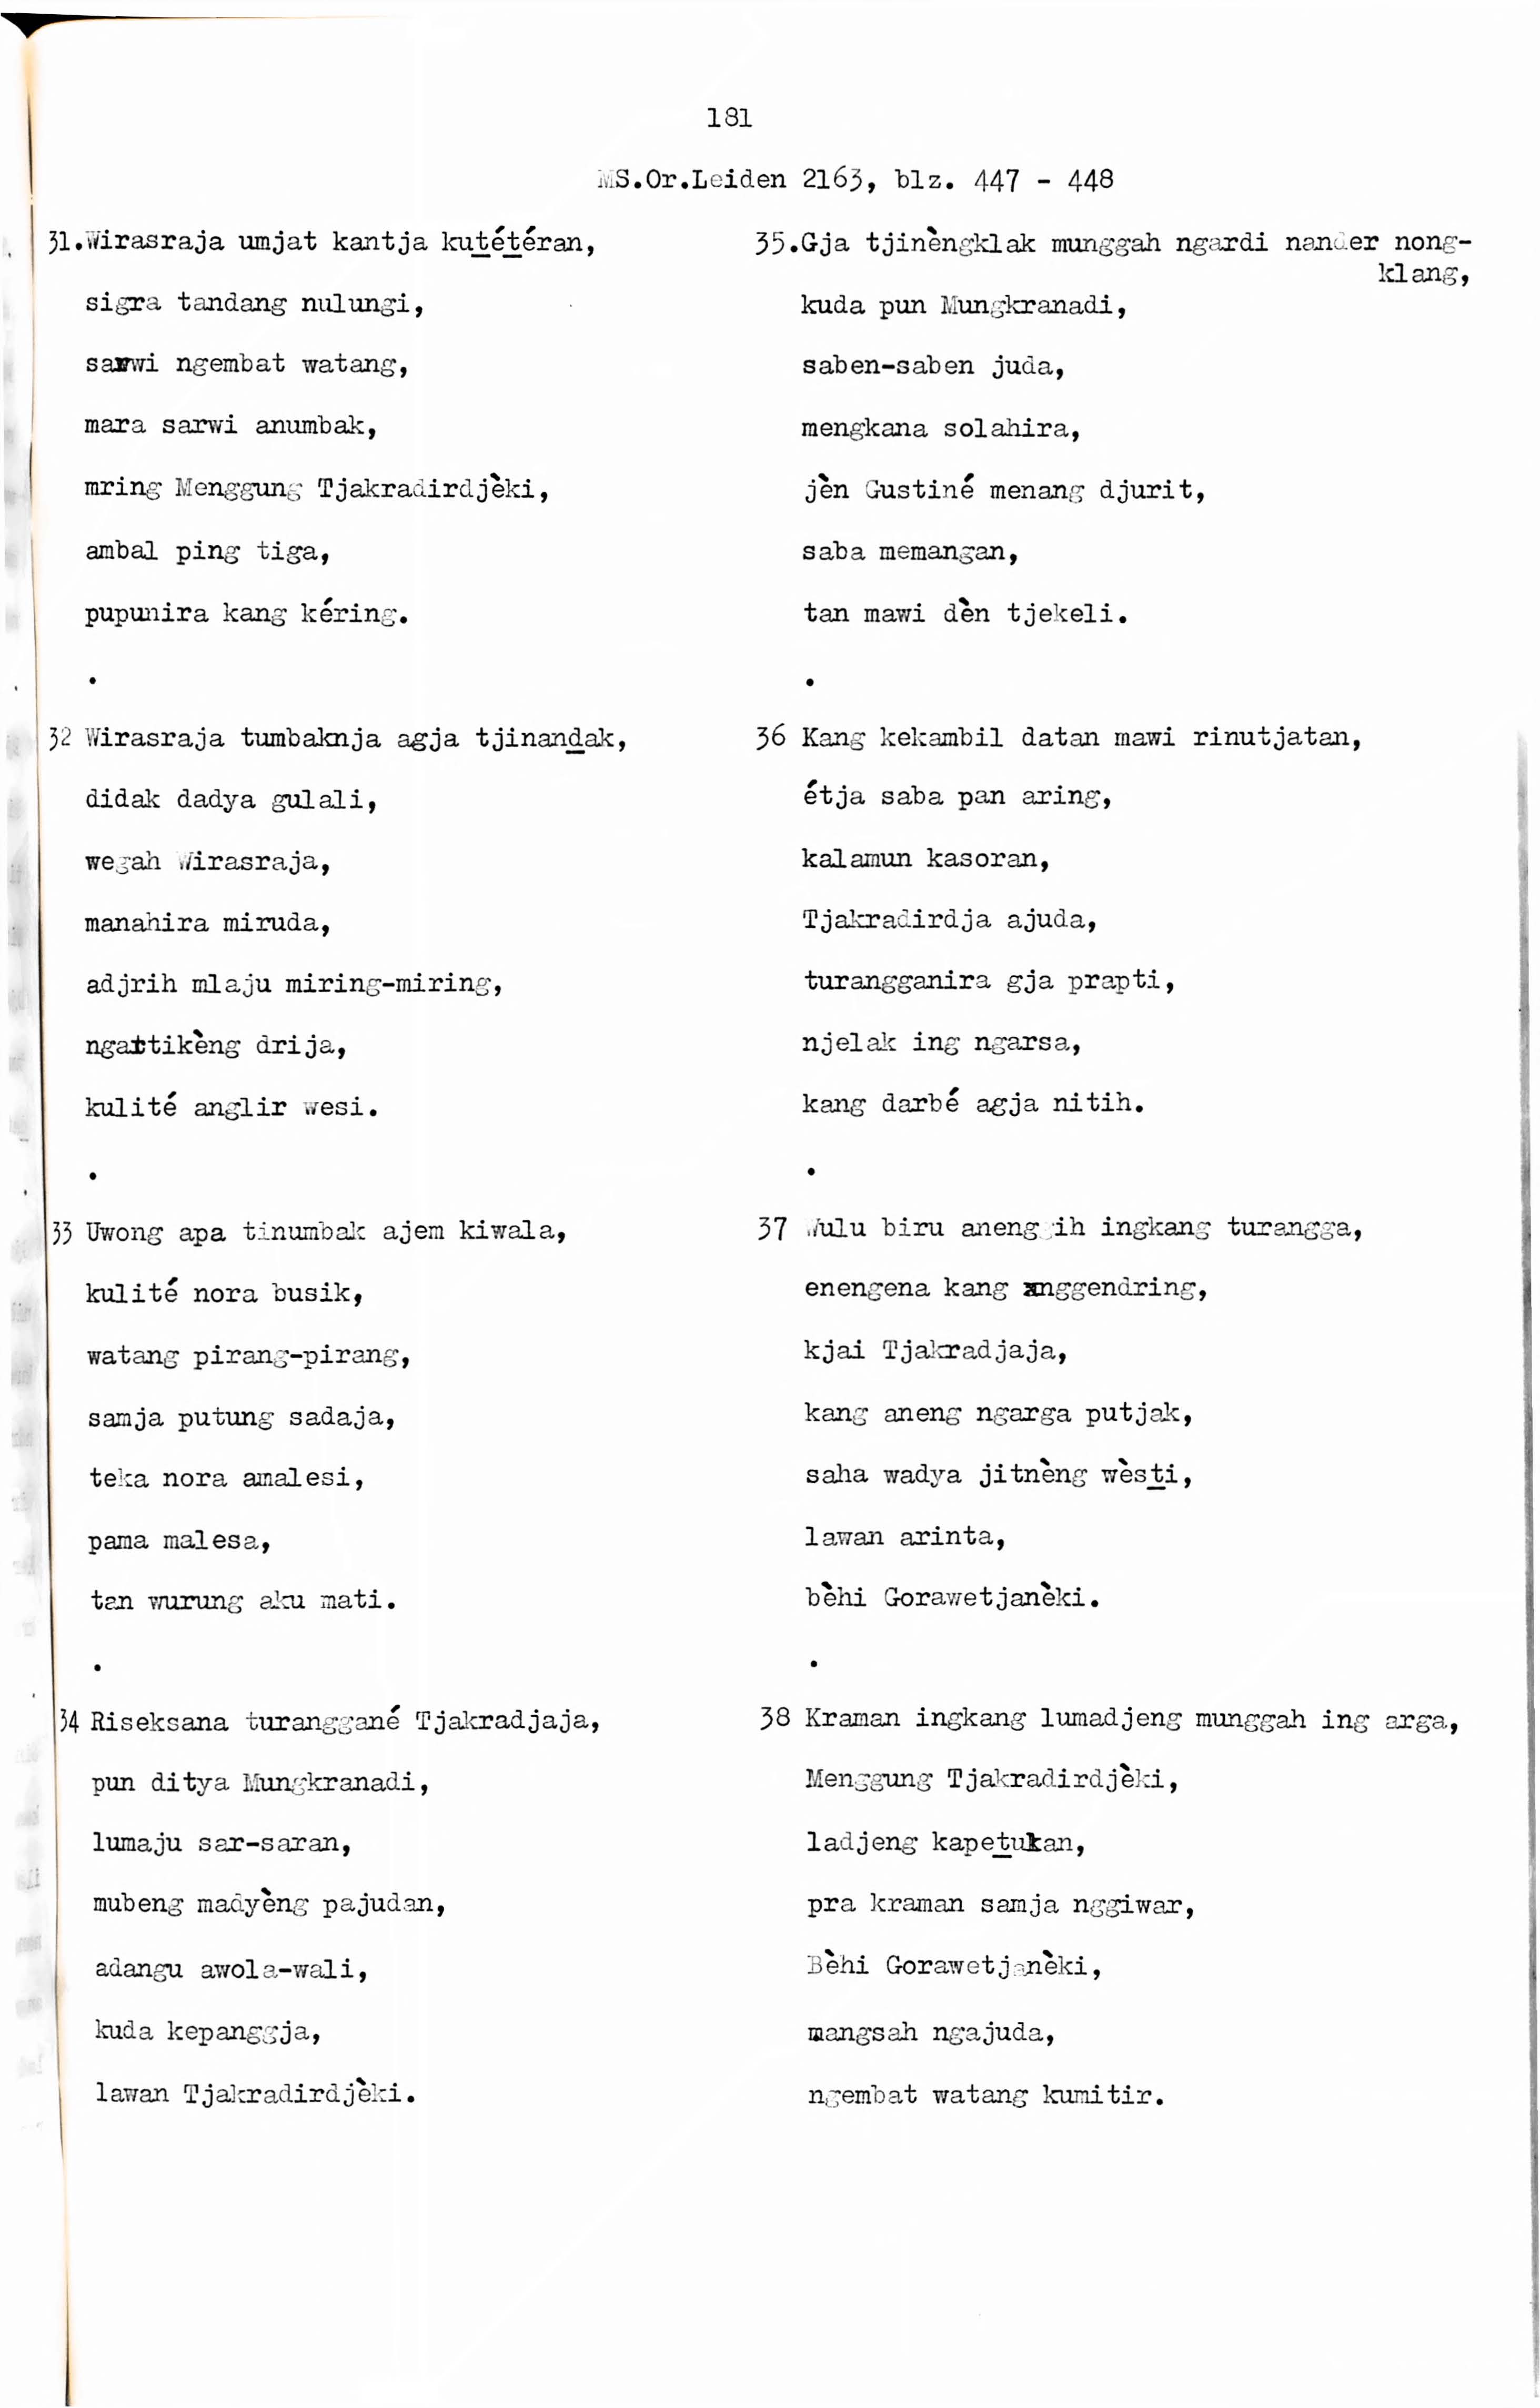 181
MS.Or.Leiden 2163, blz. 447 - 448
31.Wirasraja umjat kantja kuṯéṯéran,
sigra tandang nulungi,
sarwi ngembat watang,
mara sarwi anumbak,
mring Menggung Tjakradirdjèki,
ambal ping tiga,
pupunira kang kéring.
.
32 Wirasraja tumbaknja agja tjinanḏak,
didak dadya gulali,
wegah Wirasraja,
manahira miruda,
adjrih mlaju miring-miring,
ngattikèng drija,
kulité anglir wesi.
.
33 Uwong apa tinumbak ajem kiwala,
kulité nora busik,
watang pirang-pirang,
samja putung sadaja,
teka nora amalesi,
pama malesa,
tan wurung aku mati.
.
34 Riseksana turanggané Tjakradjaja,
pun ditya Mungkranadi,
lumaju sar-saran,
mubeng madyèng pajudan,
adangu awola-wali,
kuda kepanggja,
lawan Tjakradirdjèki.
35.Gja tjinèngklak munggah ngardi nander nong-
klang,
kuda pun Mungkranadi,
saben-saben juda,
mengkana solahira,
jèn Gustiné menang djurit,
saba memangan,
tan mawi dèn tjekeli.
.
36 Kang kekambil datan mawi rinutjatan,
étja saba pan aring,
kalamun kasoran,
Tjakradirdja ajuda,
turangganira gja prapti,
njelak ing ngarsa,
kang darbé agja nitih.
.
37 Wulu biru anenggih ingkang turangga,
enengena kang anggendring,
kjai Tjakradjaja,
kang aneng ngarga putjak,
saha wadya jitnèng wèsṯi,
lawan arinta,
bèhi Gorawetjanèki.
.
38 Kraman ingkang lumadjeng munggah ing arga,
Menggung Tjakradirdjèki,
ladjeng kapeṯukan,
pra kraman samja nggiwar,
Bèhi Gorawetjanèki,
mangsah ngajuda,
ngembat watang kumitir.